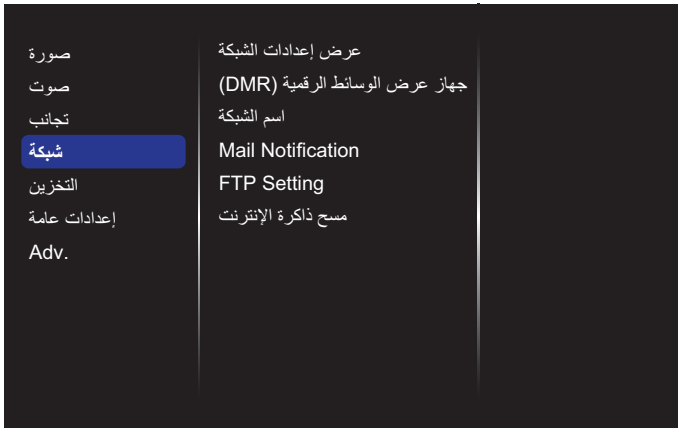 صورة
صوت
تجانب
شبكة
التخزين
إعدادات عامة
Adv.
عرض إعدادات الشبكة
جهاز عرض الوسائط الرقمية (DMR)
اسم الشبكة
Mail Notification
FTP Setting
مسح ذاكرة الإنترنت